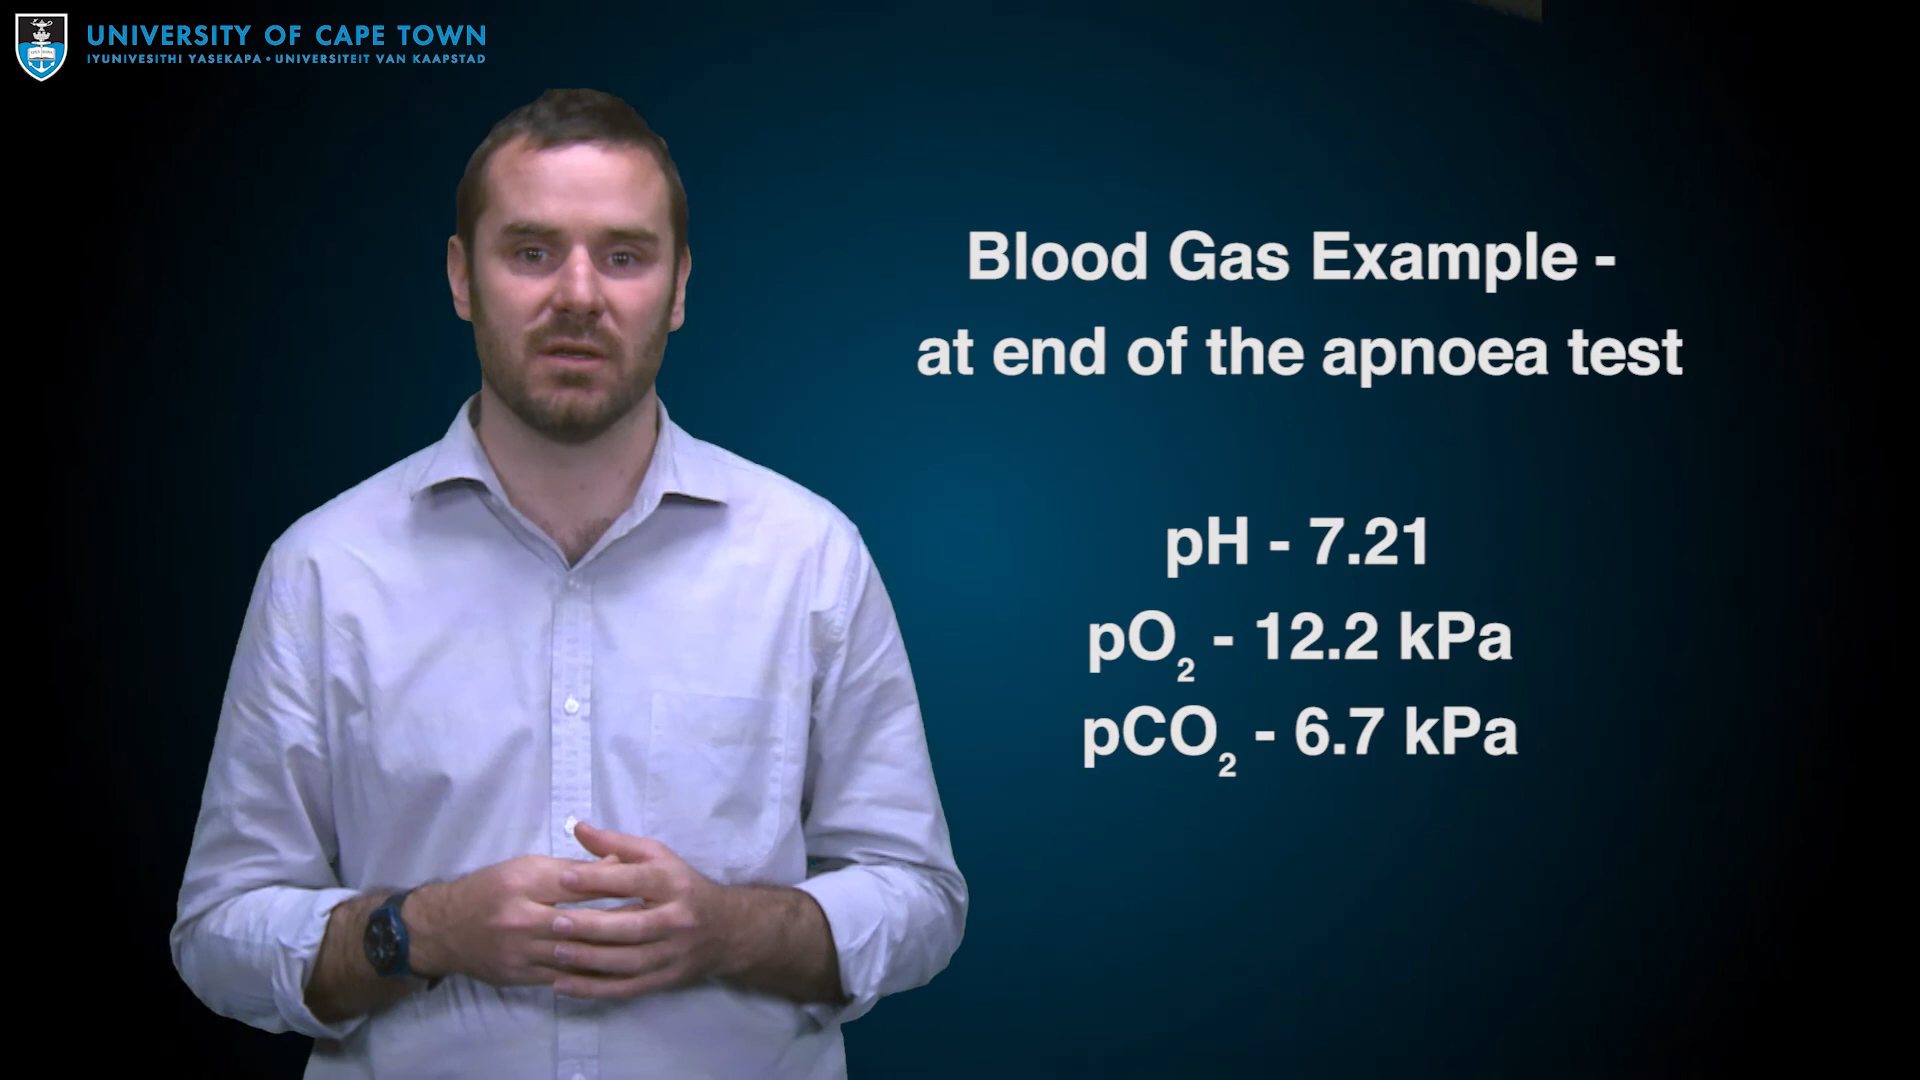 UNIVERSITY OF CAPE TOWN
IYUNIVESITHI YASEKAPA • UNIVERSITEIT VAN KAAPSTAD
Blood Gas Example -
at end of the apnoea test
pH - 7.21
pO₂ - 12.2 kPa
pCO₂ - 6.7 kPa